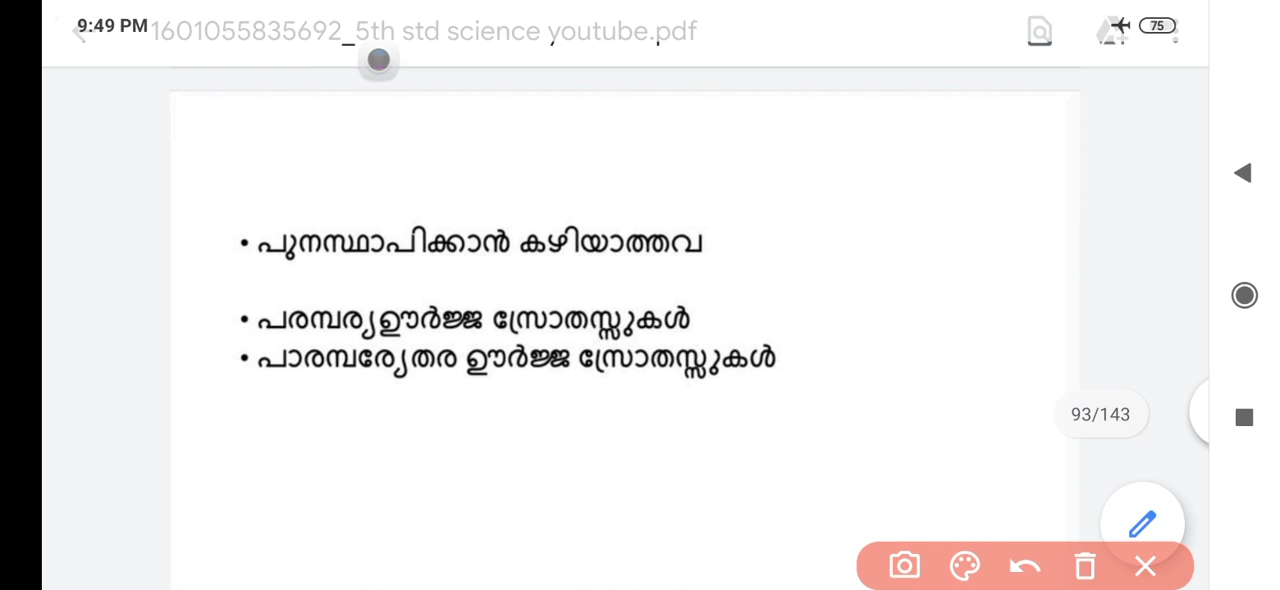 9:49 PM 1601055835692_5th std science youtube.pdf 75
• പുനസ്ഥാപിക്കാൻ കഴിയാത്തവ
• പരമ്പര്യഊർജ്ജ സ്രോതസ്സുകൾ
• പാരമ്പര്യേതര ഊർജ്ജ സ്രോതസ്സുകൾ
93/143